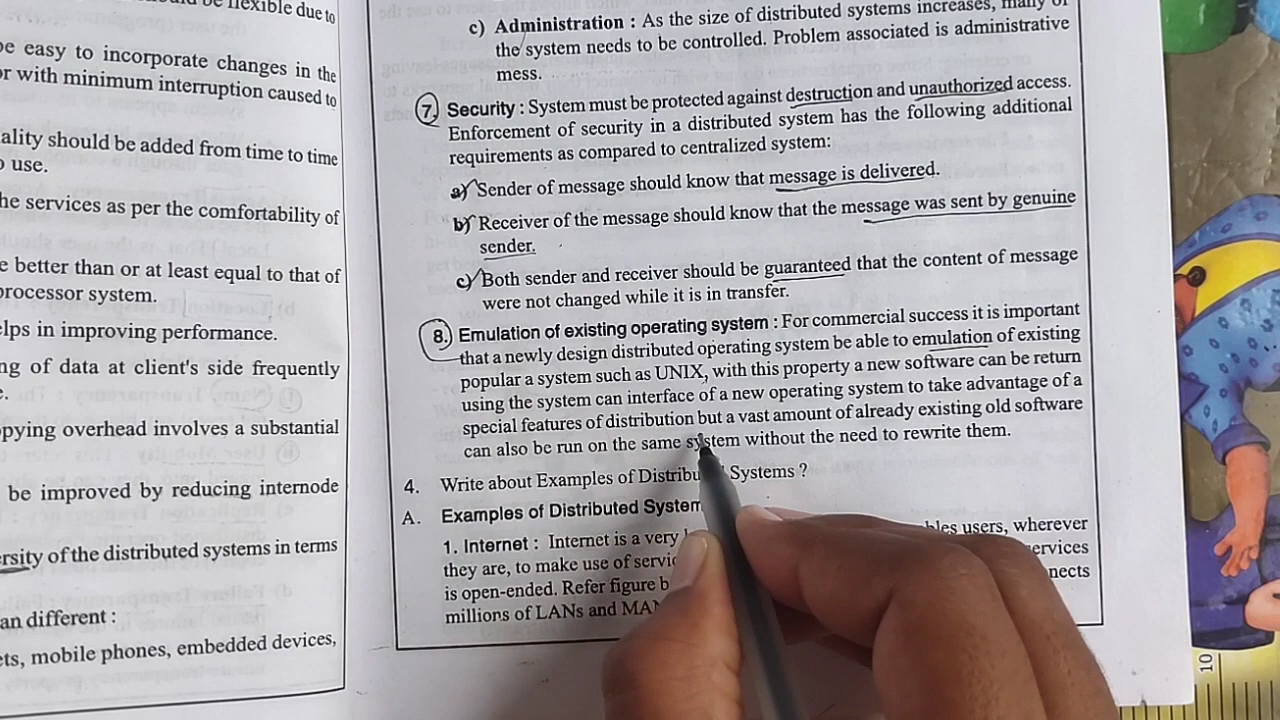 be flexible due to
be easy to incorporate changes in the
or with minimum interruption caused to
ality should be added from time to time
o use.
he services as per the comfortability of
e better than or at least equal to that of
processor system.
elps in improving performance.
ng of data at client's side frequently
e.
pying overhead involves a substantial
be improved by reducing internode
ersity of the distributed systems in terms
an different :
ets, mobile phones, embedded devices,
c) Administration : As the size of distributed systems increases, many of
the system needs to be controlled. Problem associated is administrative
mess.
7. Security : System must be protected against destruction and unauthorized access.
Enforcement of security in a distributed system has the following additional
requirements as compared to centralized system:
a) Sender of message should know that message is delivered.
b) Receiver of the message should know that the message was sent by genuine
sender.
c) Both sender and receiver should be guaranteed that the content of message
were not changed while it is in transfer.
8. Emulation of existing operating system : For commercial success it is important
that a newly design distributed operating system be able to emulation of existing
popular a system such as UNIX, with this property a new software can be return
using the system can interface of a new operating system to take advantage of a
special features of distribution but a vast amount of already existing old software
can also be run on the same system without the need to rewrite them.
4. Write about Examples of Distribu Systems ?
A. Examples of Distributed System
1. Internet : Internet is a very bles users, wherever
they are, to make use of servic ervices
is open-ended. Refer figure b nects
millions of LANs and MAN
10